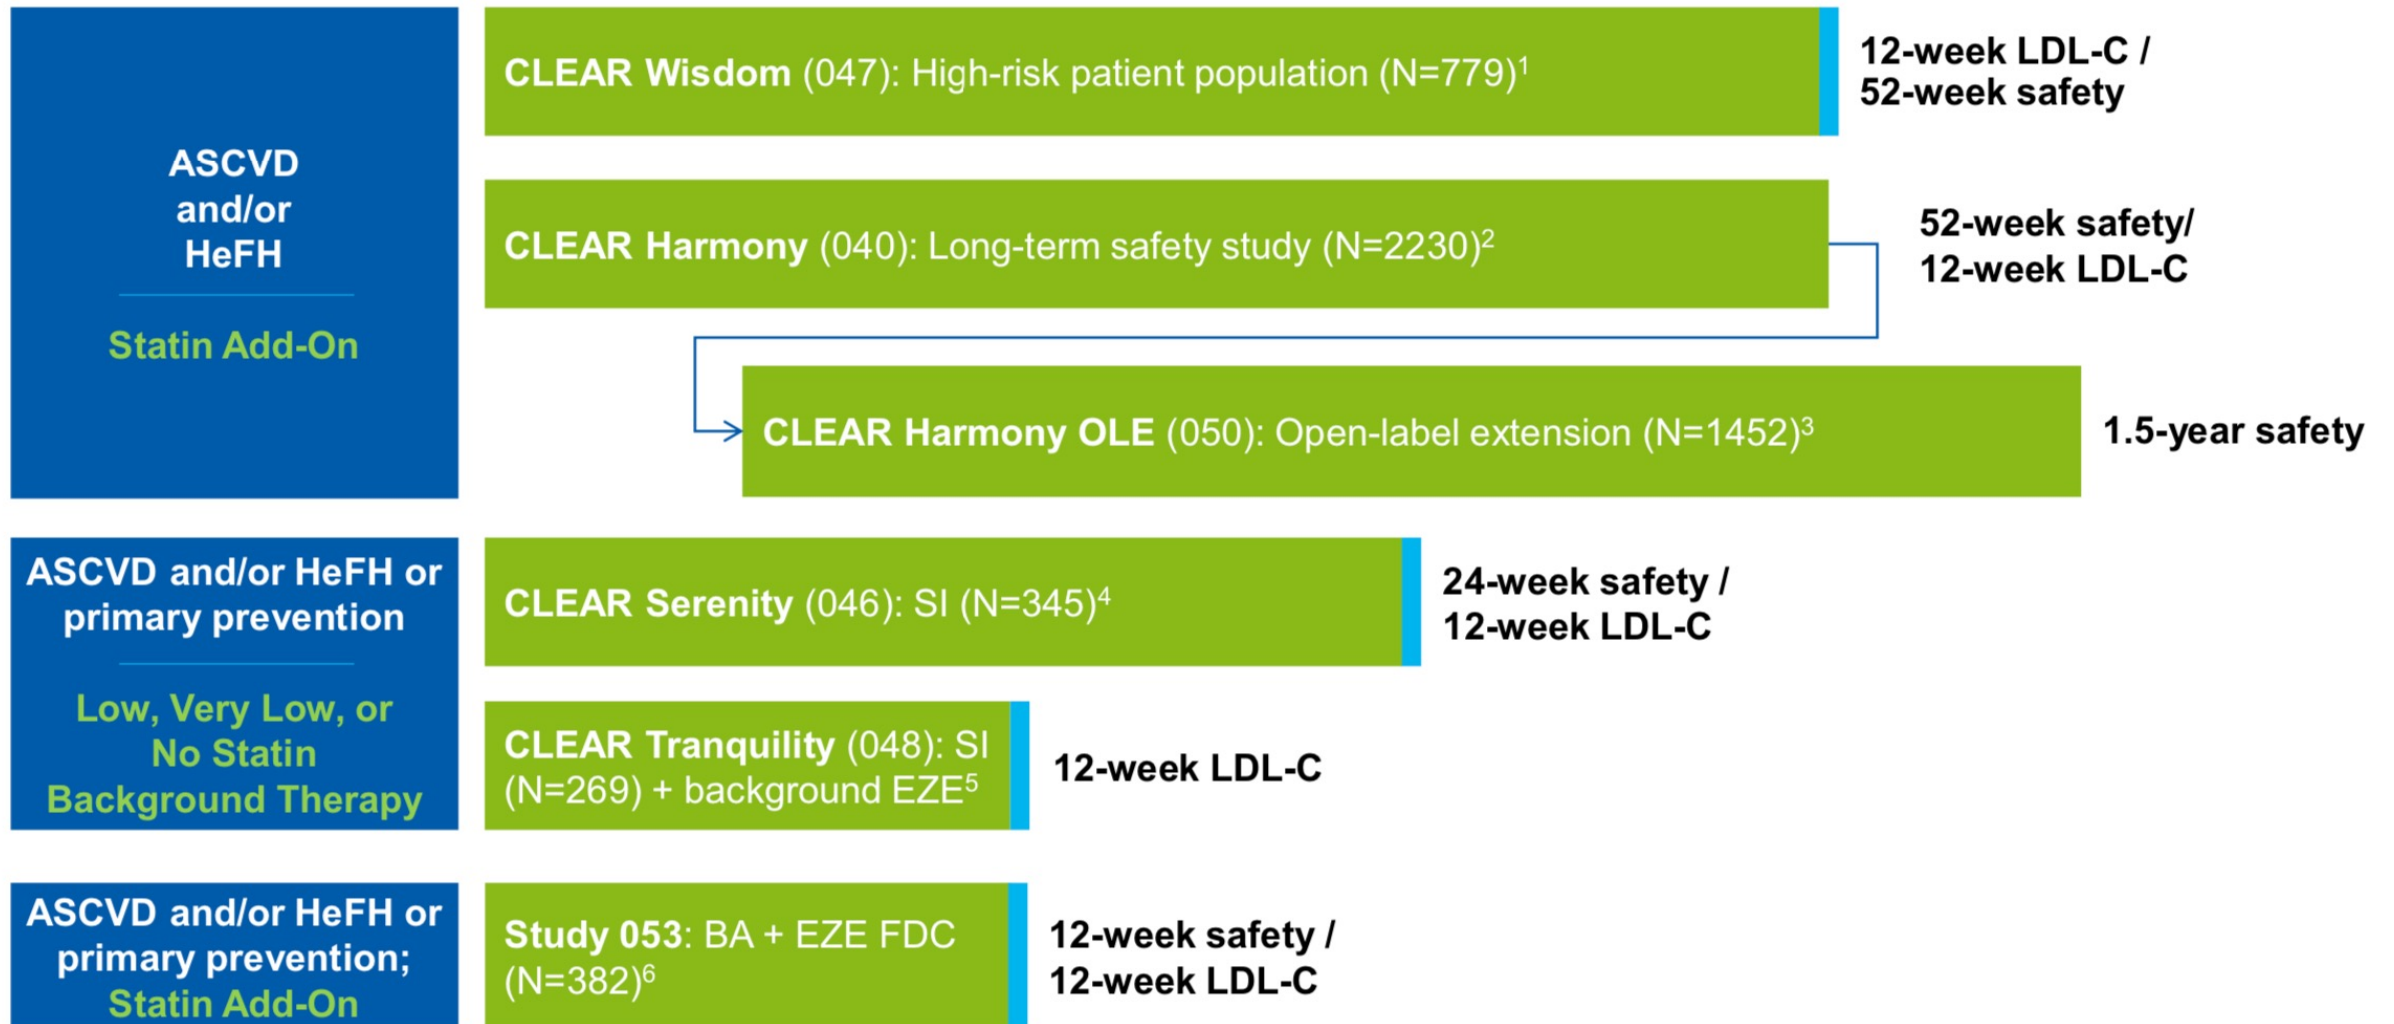 ASCVD
and/or
HeFH
Statin Add-On
CLEAR Wisdom (047): High-risk patient population (N=779)¹
12-week LDL-C /
52-week safety
CLEAR Harmony (040): Long-term safety study (N=2230)²
52-week safety/
12-week LDL-C
CLEAR Harmony OLE (050): Open-label extension (N=1452)³
1.5-year safety
ASCVD and/or HeFH or
primary prevention
Low, Very Low, or
No Statin
Background Therapy
CLEAR Serenity (046): SI (N=345)⁴
24-week safety /
12-week LDL-C
CLEAR Tranquility (048): SI
(N=269) + background EZE⁵
12-week LDL-C
ASCVD and/or HeFH or
primary prevention;
Statin Add-On
Study 053: BA + EZE FDC
(N=382)⁶
12-week safety /
12-week LDL-C